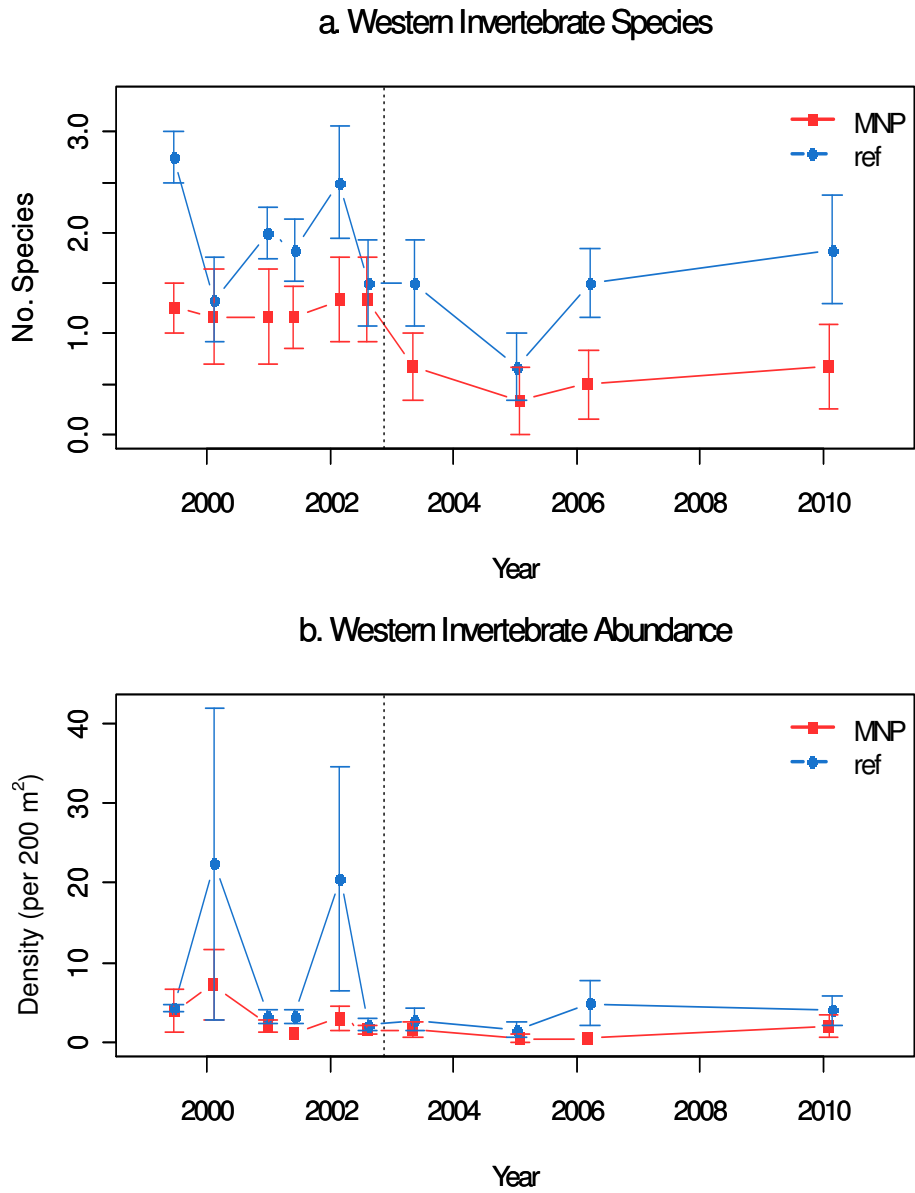 a. Western Invertebrate Species
MNP
ref
No. Species
3.0
2.0
1.0
0.0
2000 2002 2004 2006 2008 2010
Year
b. Western Invertebrate Abundance
MNP
ref
Density (per 200 m²)
40
30
20
10
0
2000 2002 2004 2006 2008 2010
Year